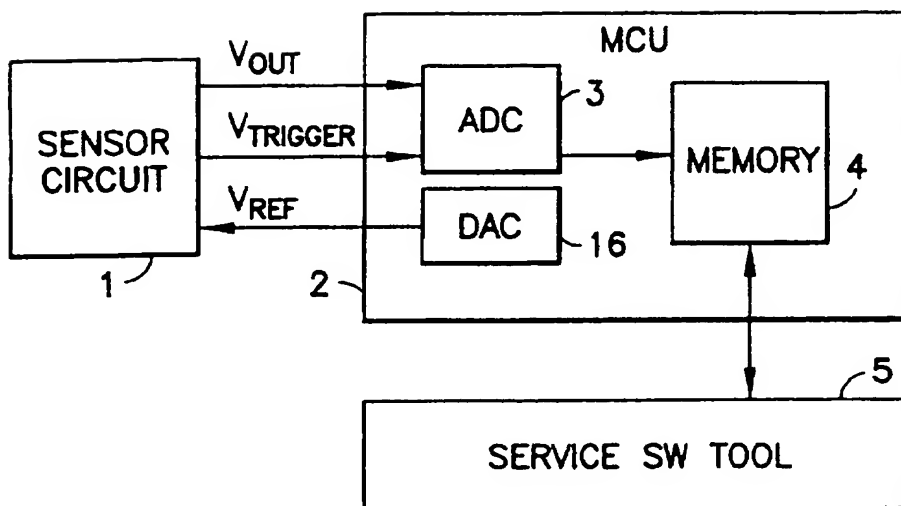 MCU
V_OUT
3
ADC
SENSOR
CIRCUIT
V_TRIGGER
MEMORY
4
V_REF
DAC
16
1
2
5
SERVICE SW TOOL